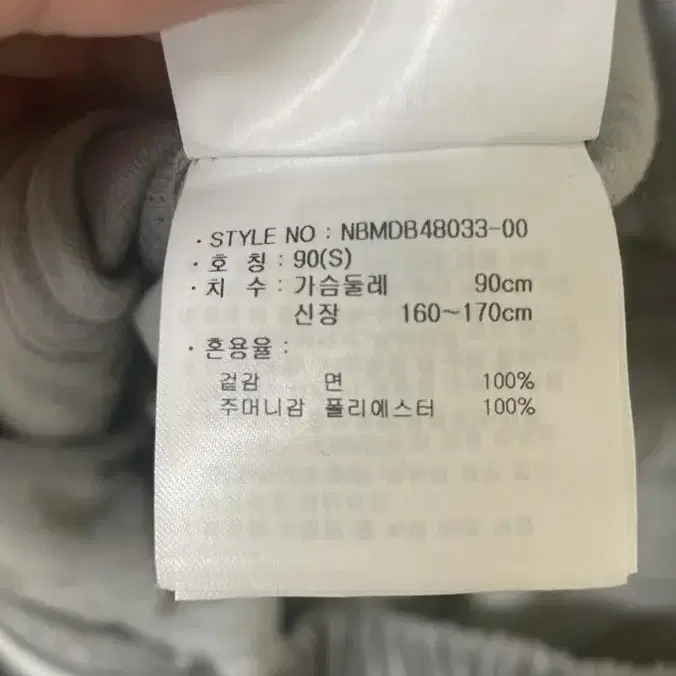 · STYLE NO : NBMDB48033-00
· 호 칭 : 90(S)
· 치 수 : 가슴둘레 90cm
신장 160~170cm
· 혼용율 :
겉감 면 100%
주머니감 폴리에스터 100%